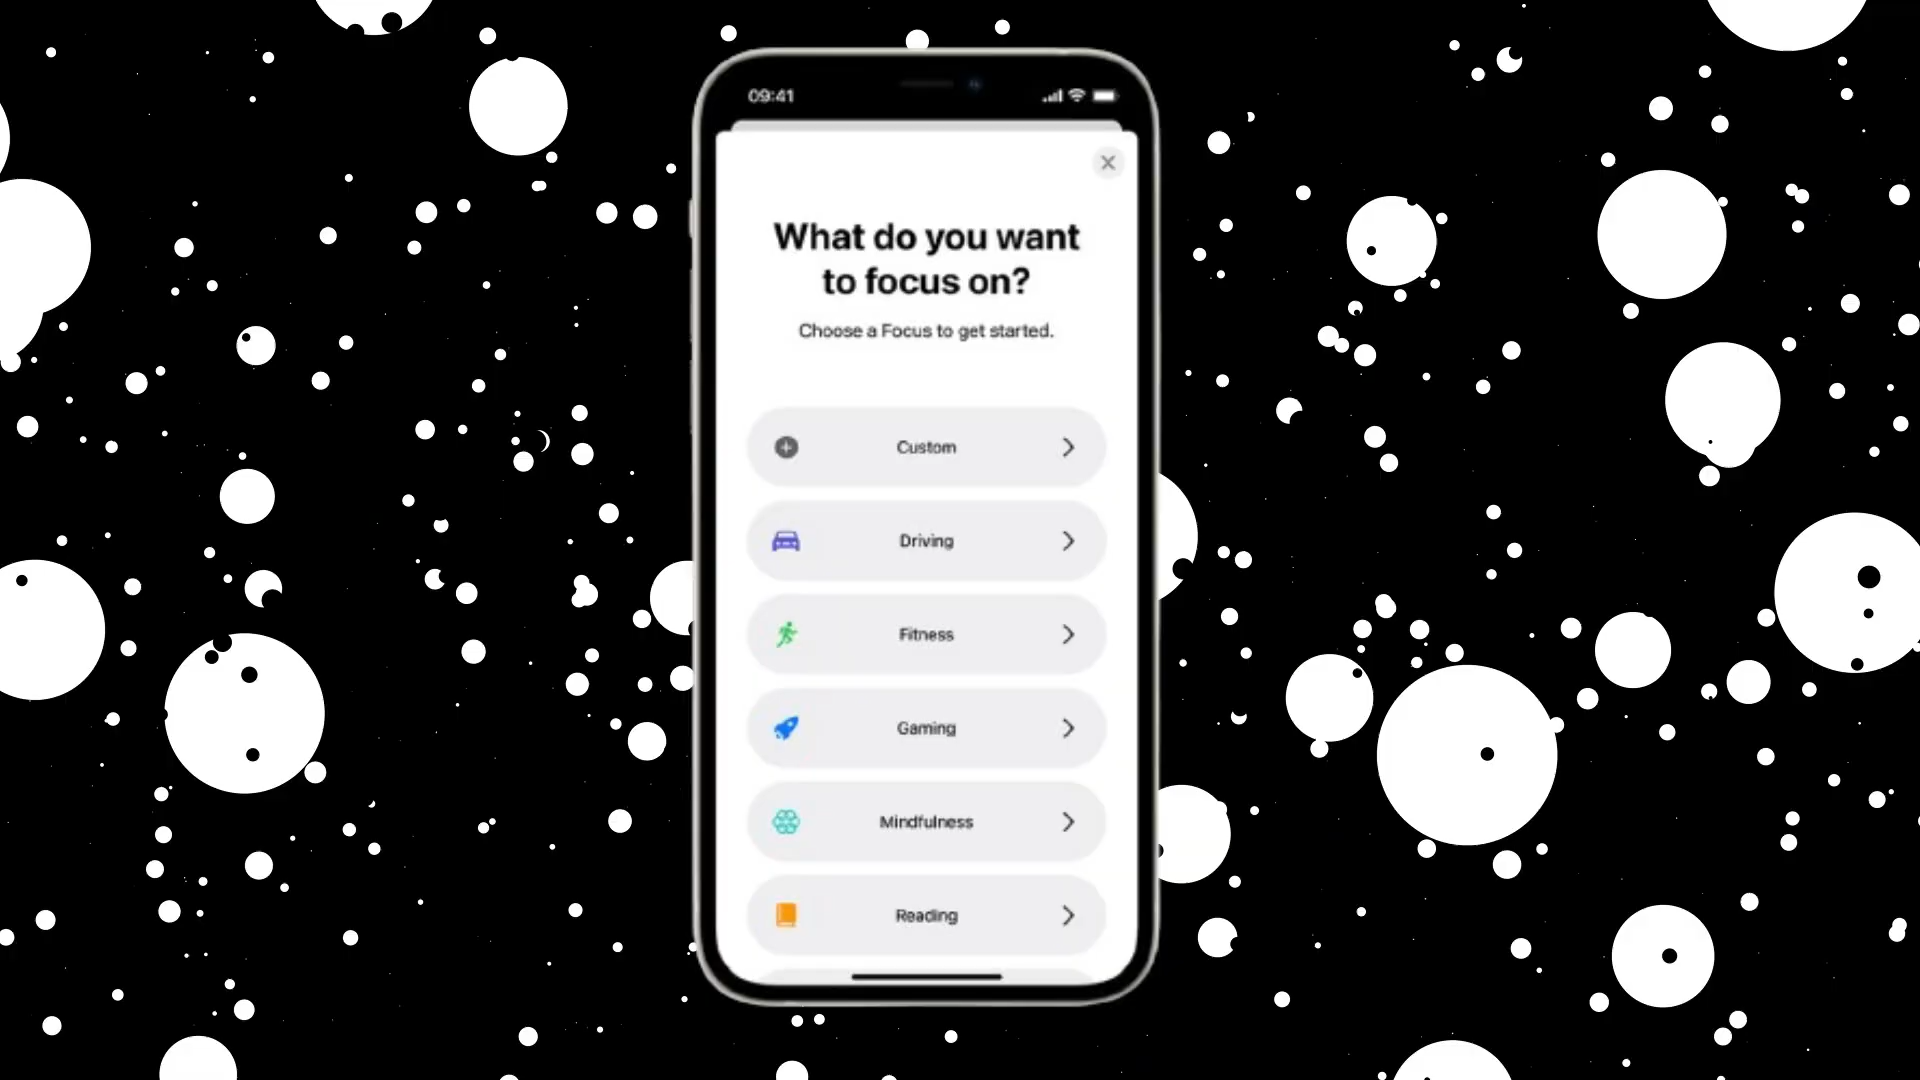 09:41
What do you want
to focus on?
Choose a Focus to get started.
Custom
Driving
Fitness
Gaming
Mindfulness
Reading